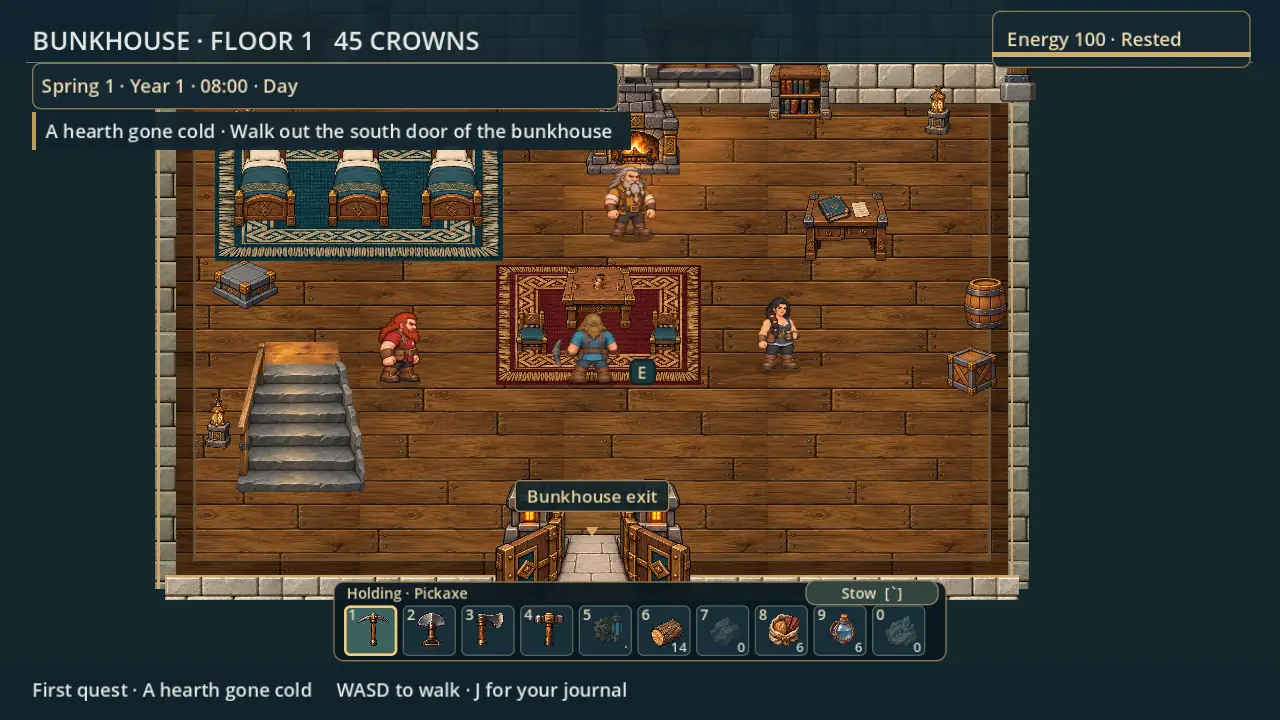 BUNKHOUSE · FLOOR 1   45 CROWNS
Energy 100 · Rested
Spring 1 · Year 1 · 08:00 · Day
A hearth gone cold · Walk out the south door of the bunkhouse
E
Bunkhouse exit
Holding · Pickaxe
Stow [`]
1 2 3 4 5 6 7 8 9 0
14 0 6 6 0
First quest · A hearth gone cold   WASD to walk · J for your journal